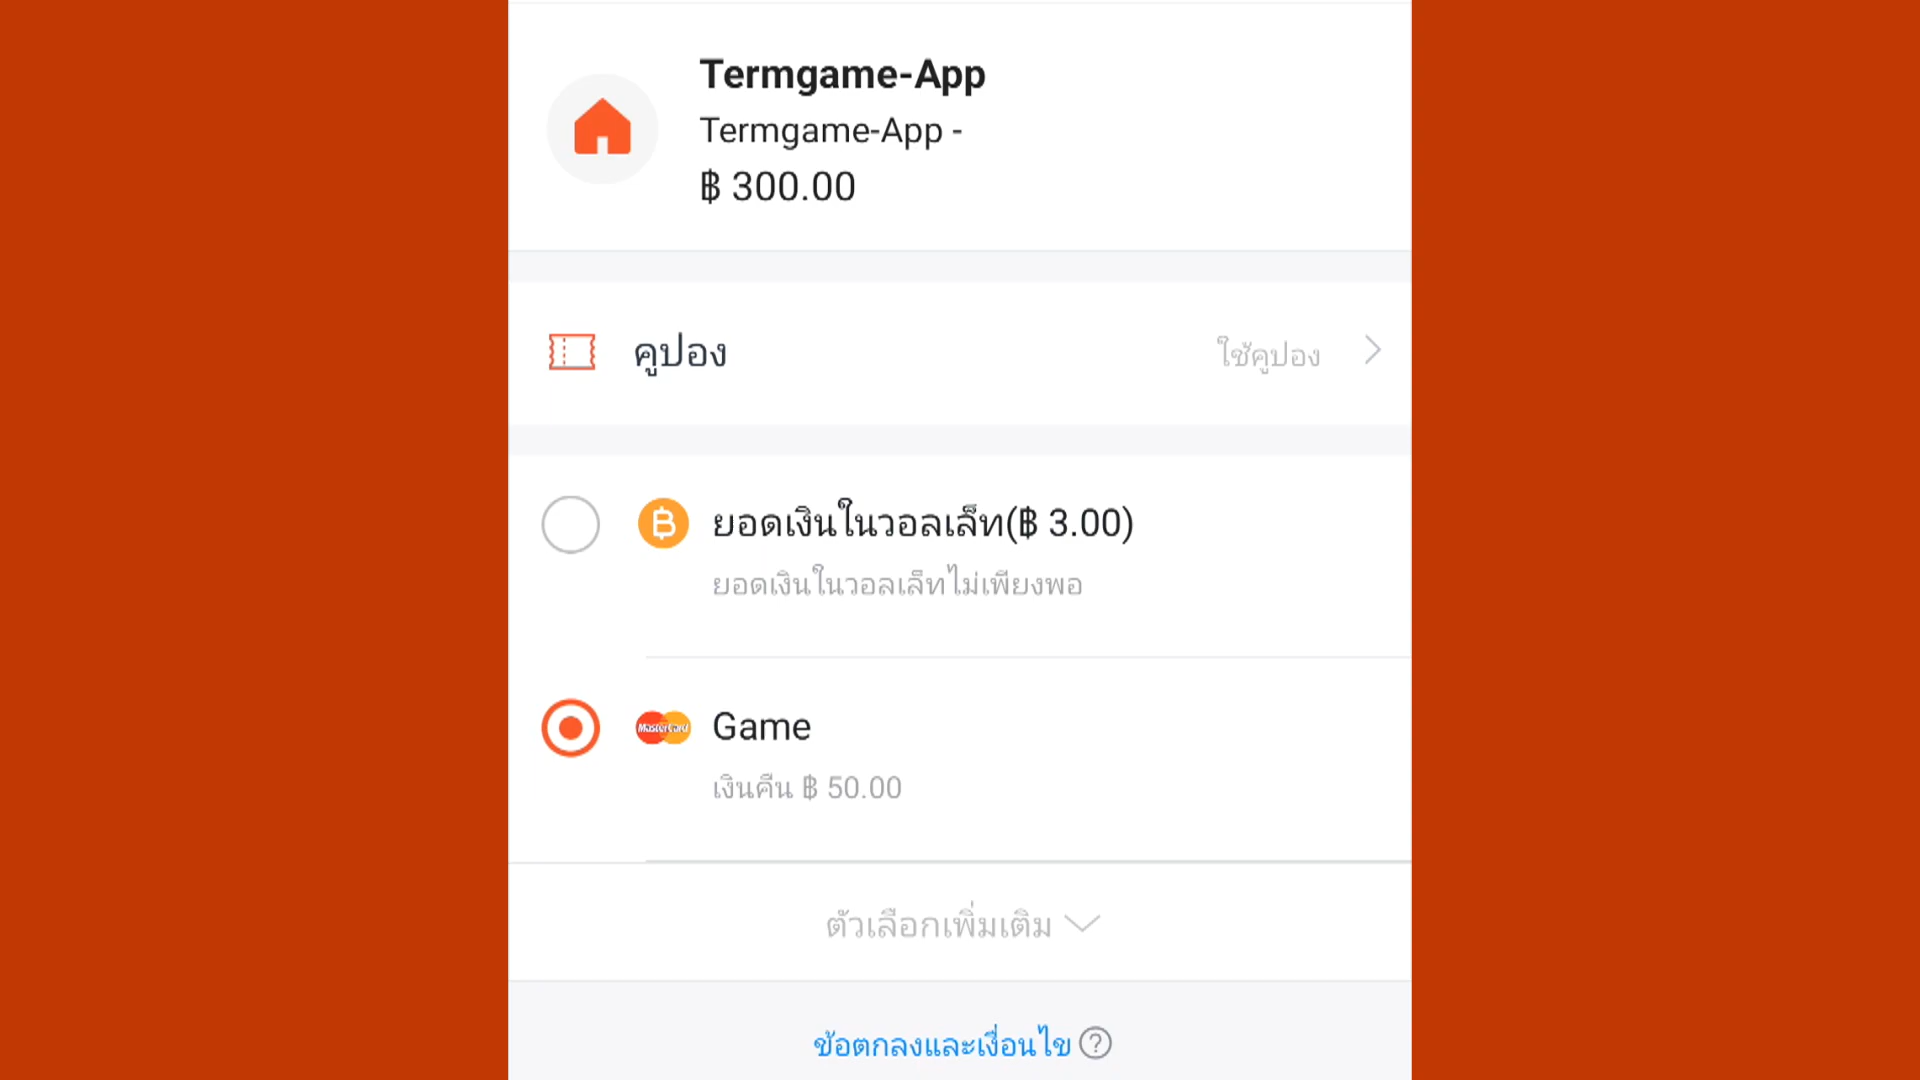 Termgame-App
Termgame-App -
฿ 300.00
คูปอง
ใช้คูปอง
ยอดเงินในวอลเล็ท(฿ 3.00)
ยอดเงินในวอลเล็ทไม่เพียงพอ
MasterCard
Game
เงินคืน ฿ 50.00
ตัวเลือกเพิ่มเติม
ข้อตกลงและเงื่อนไข ?